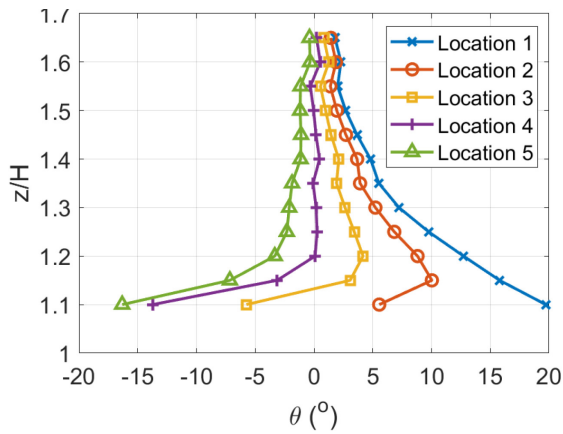 1.7
1.6
1.5
1.4
1.3
1.2
1.1
1
z/H
-20 -15 -10 -5 0 5 10 15 20
θ (°)
Location 1
Location 2
Location 3
Location 4
Location 5